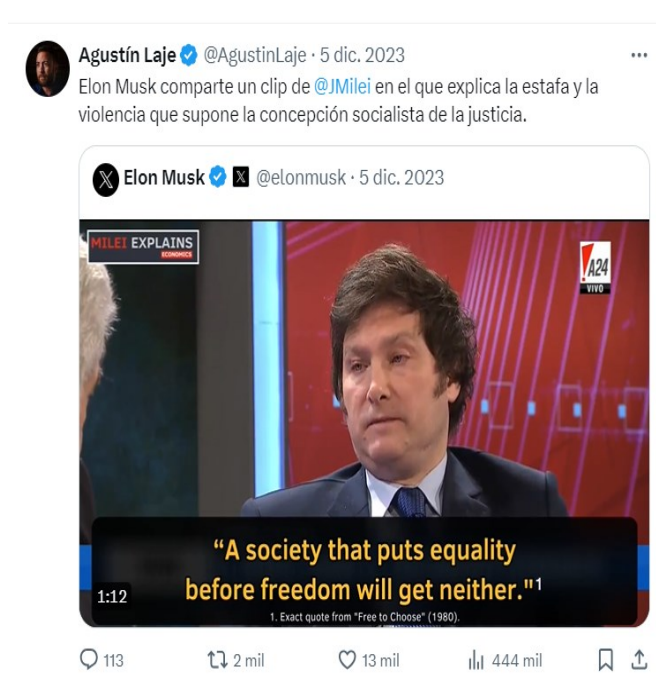 Agustín Laje @AgustinLaje · 5 dic. 2023
Elon Musk comparte un clip de @JMilei en el que explica la estafa y la
violencia que supone la concepción socialista de la justicia.
X Elon Musk X @elonmusk · 5 dic. 2023
MILEI EXPLAINS
ECONOMICS
A24
VIVO
“A society that puts equality
before freedom will get neither."1
1:12
1. Exact quote from "Free to Choose" (1980).
113 2 mil 13 mil 444 mil